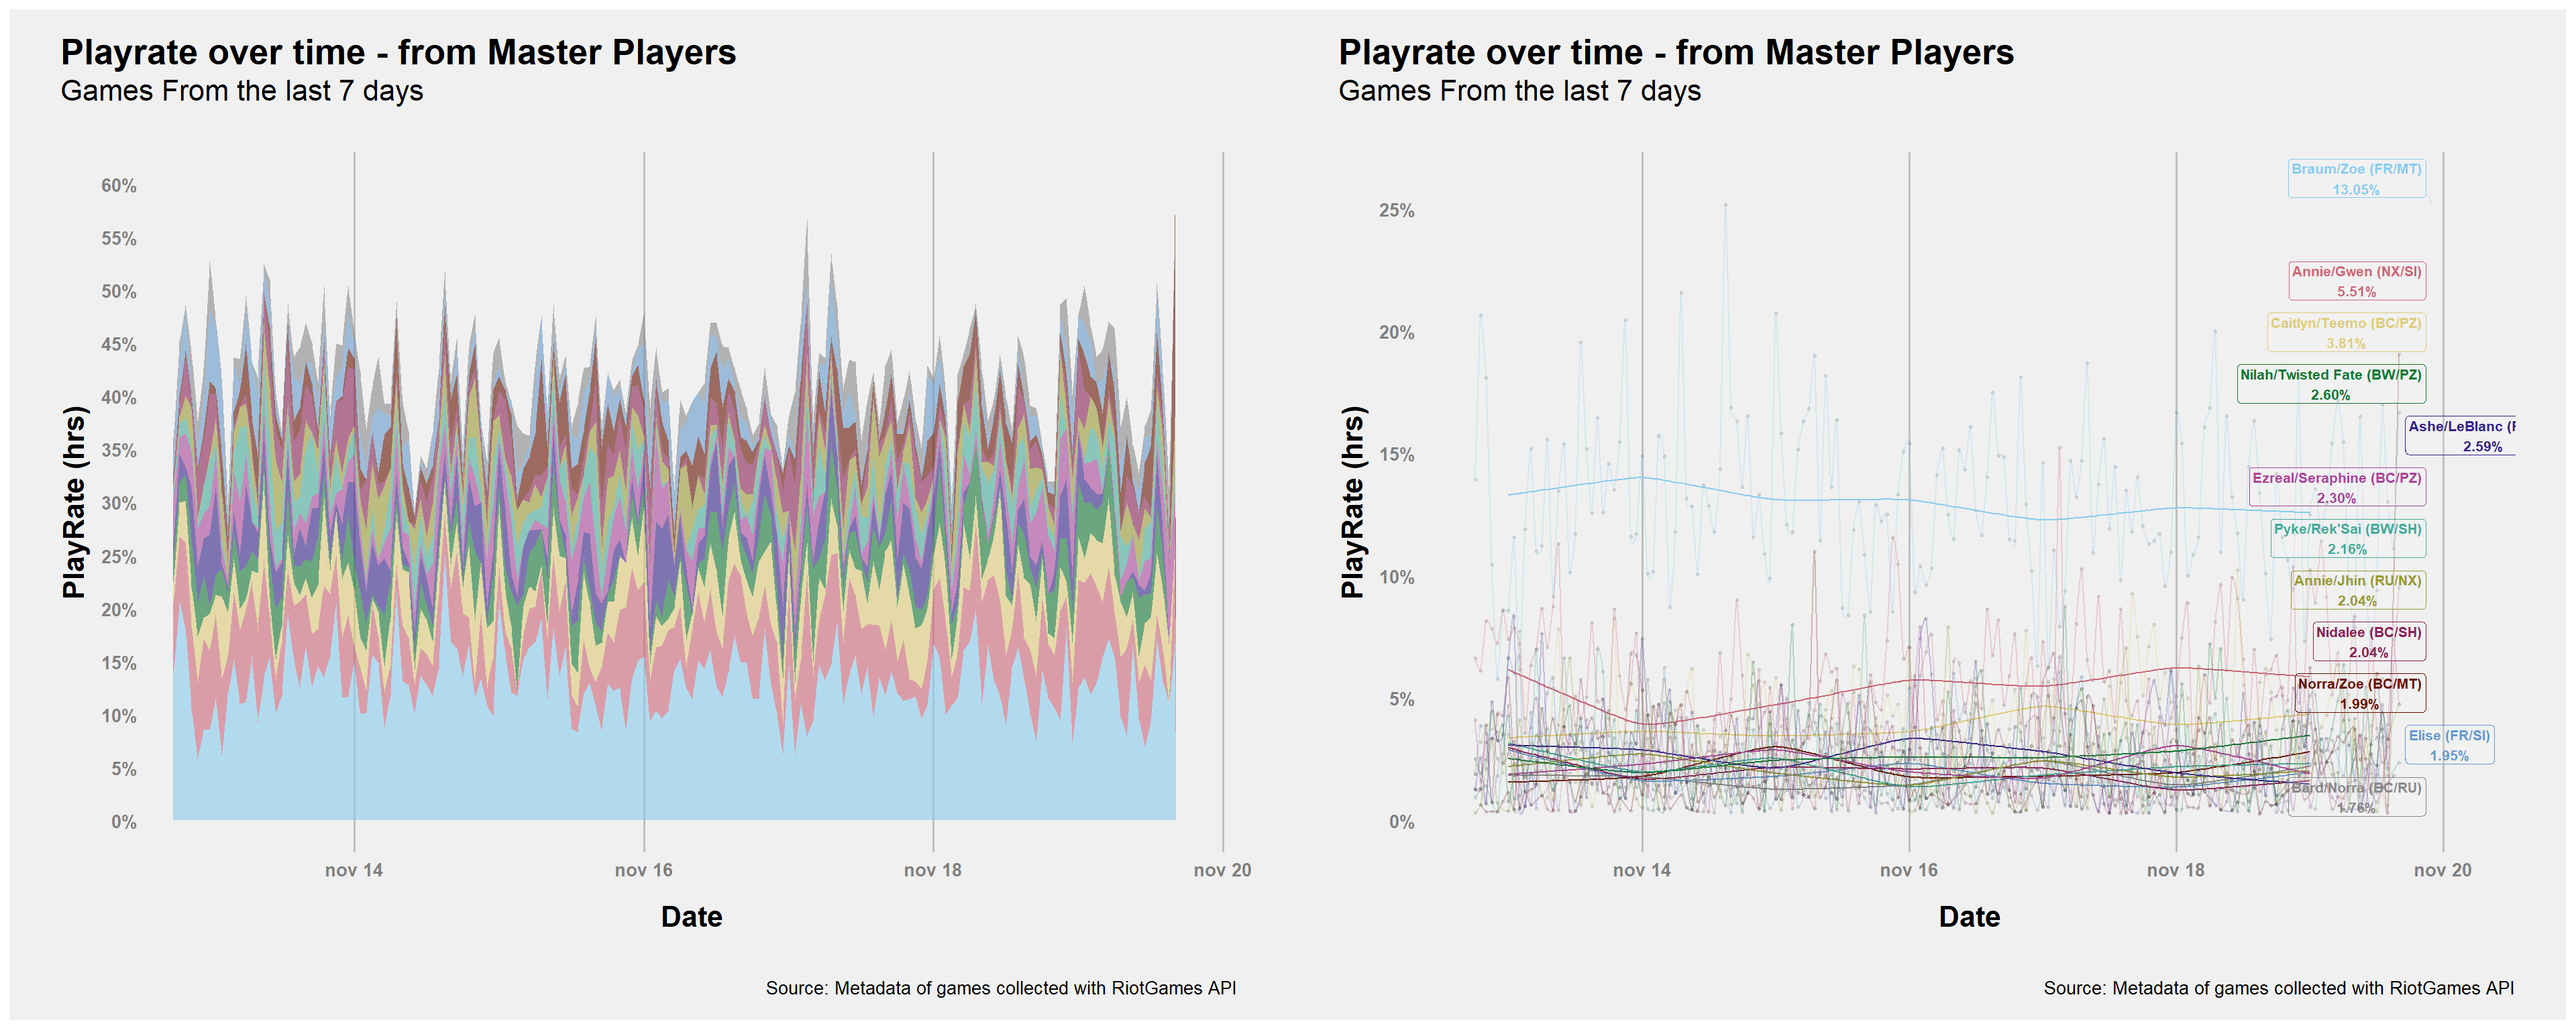 Playrate over time - from Master Players
Games From the last 7 days
PlayRate (hrs)
60%
55%
50%
45%
40%
35%
30%
25%
20%
15%
10%
5%
0%
nov 14
nov 16
nov 18
nov 20
Date
Source: Metadata of games collected with RiotGames API
Playrate over time - from Master Players
Games From the last 7 days
PlayRate (hrs)
25%
20%
15%
10%
5%
0%
Braum/Zoe (FR/MT)
13.05%
Annie/Gwen (NX/SI)
5.51%
Caitlyn/Teemo (BC/PZ)
3.81%
Nilah/Twisted Fate (BW/PZ)
2.60%
Ashe/LeBlanc (F
2.59%
Ezreal/Seraphine (BC/PZ)
2.30%
Pyke/Rek'Sai (BW/SH)
2.16%
Annie/Jhin (RU/NX)
2.04%
Nidalee (BC/SH)
2.04%
Norra/Zoe (BC/MT)
1.99%
Elise (FR/SI)
1.95%
Bard/Norra (BC/RU)
1.76%
nov 14
nov 16
nov 18
nov 20
Date
Source: Metadata of games collected with RiotGames API